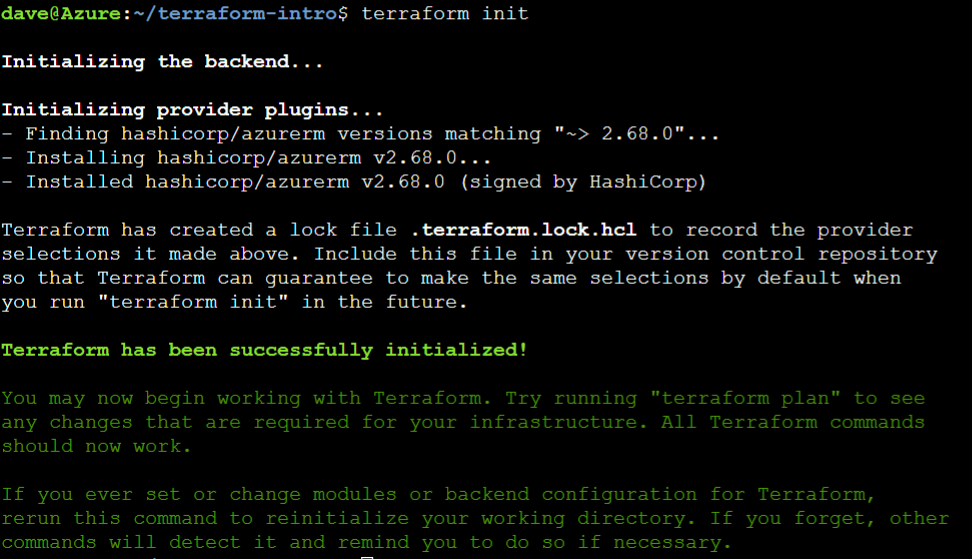 dave@Azure:~/terraform-intro$ terraform init
Initializing the backend...
Initializing provider plugins...
- Finding hashicorp/azurerm versions matching "~> 2.68.0"...
- Installing hashicorp/azurerm v2.68.0...
- Installed hashicorp/azurerm v2.68.0 (signed by HashiCorp)
Terraform has created a lock file .terraform.lock.hcl to record the provider
selections it made above. Include this file in your version control repository
so that Terraform can guarantee to make the same selections by default when
you run "terraform init" in the future.
Terraform has been successfully initialized!
You may now begin working with Terraform. Try running "terraform plan" to see
any changes that are required for your infrastructure. All Terraform commands
should now work.
If you ever set or change modules or backend configuration for Terraform,
rerun this command to reinitialize your working directory. If you forget, other
commands will detect it and remind you to do so if necessary.